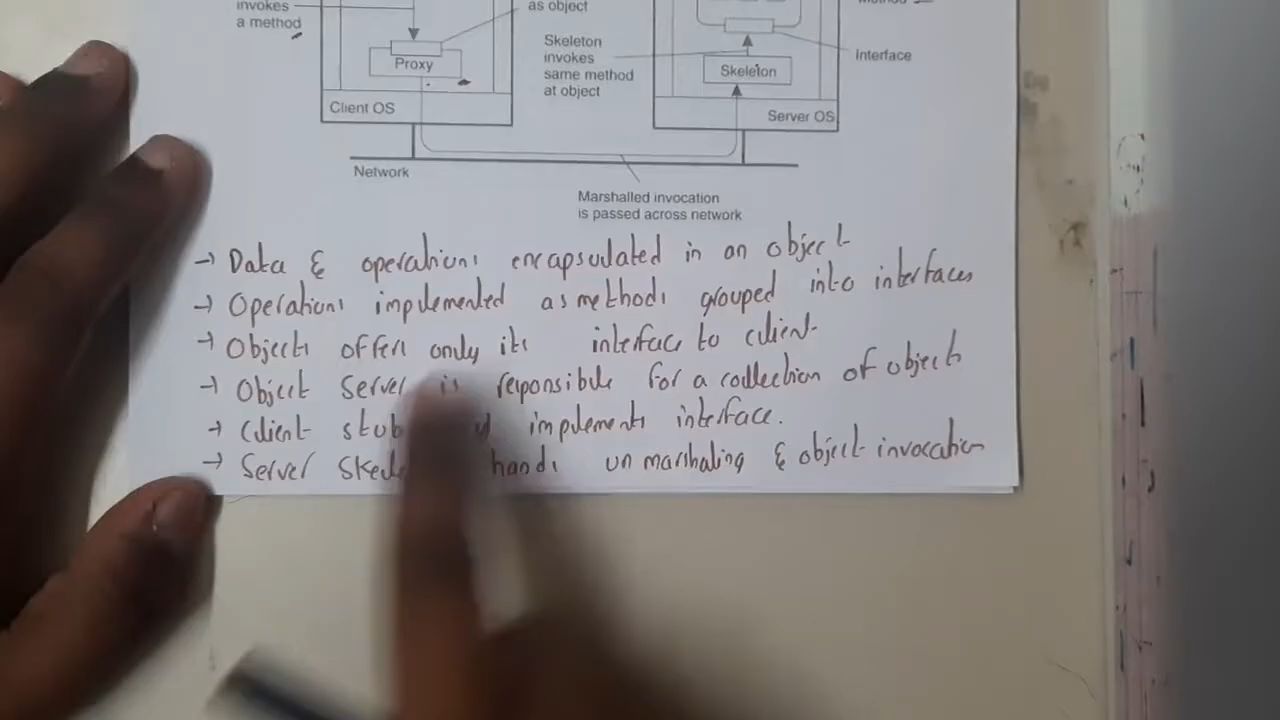 invokes
a method
as object
Proxy
Client OS
Skeleton
invokes
same method
at object
Interface
Skeleton
Server OS
Network
Marshalled invocation
is passed across network
→ Data & operations encapsulated in an object
→ Operations implemented as methods grouped into interfaces
→ Objects offers only its interface to client
→ Object Server is responsible for a collection of object
→ Client stub implements interface.
→ Server hands unmarshaling & object invocation